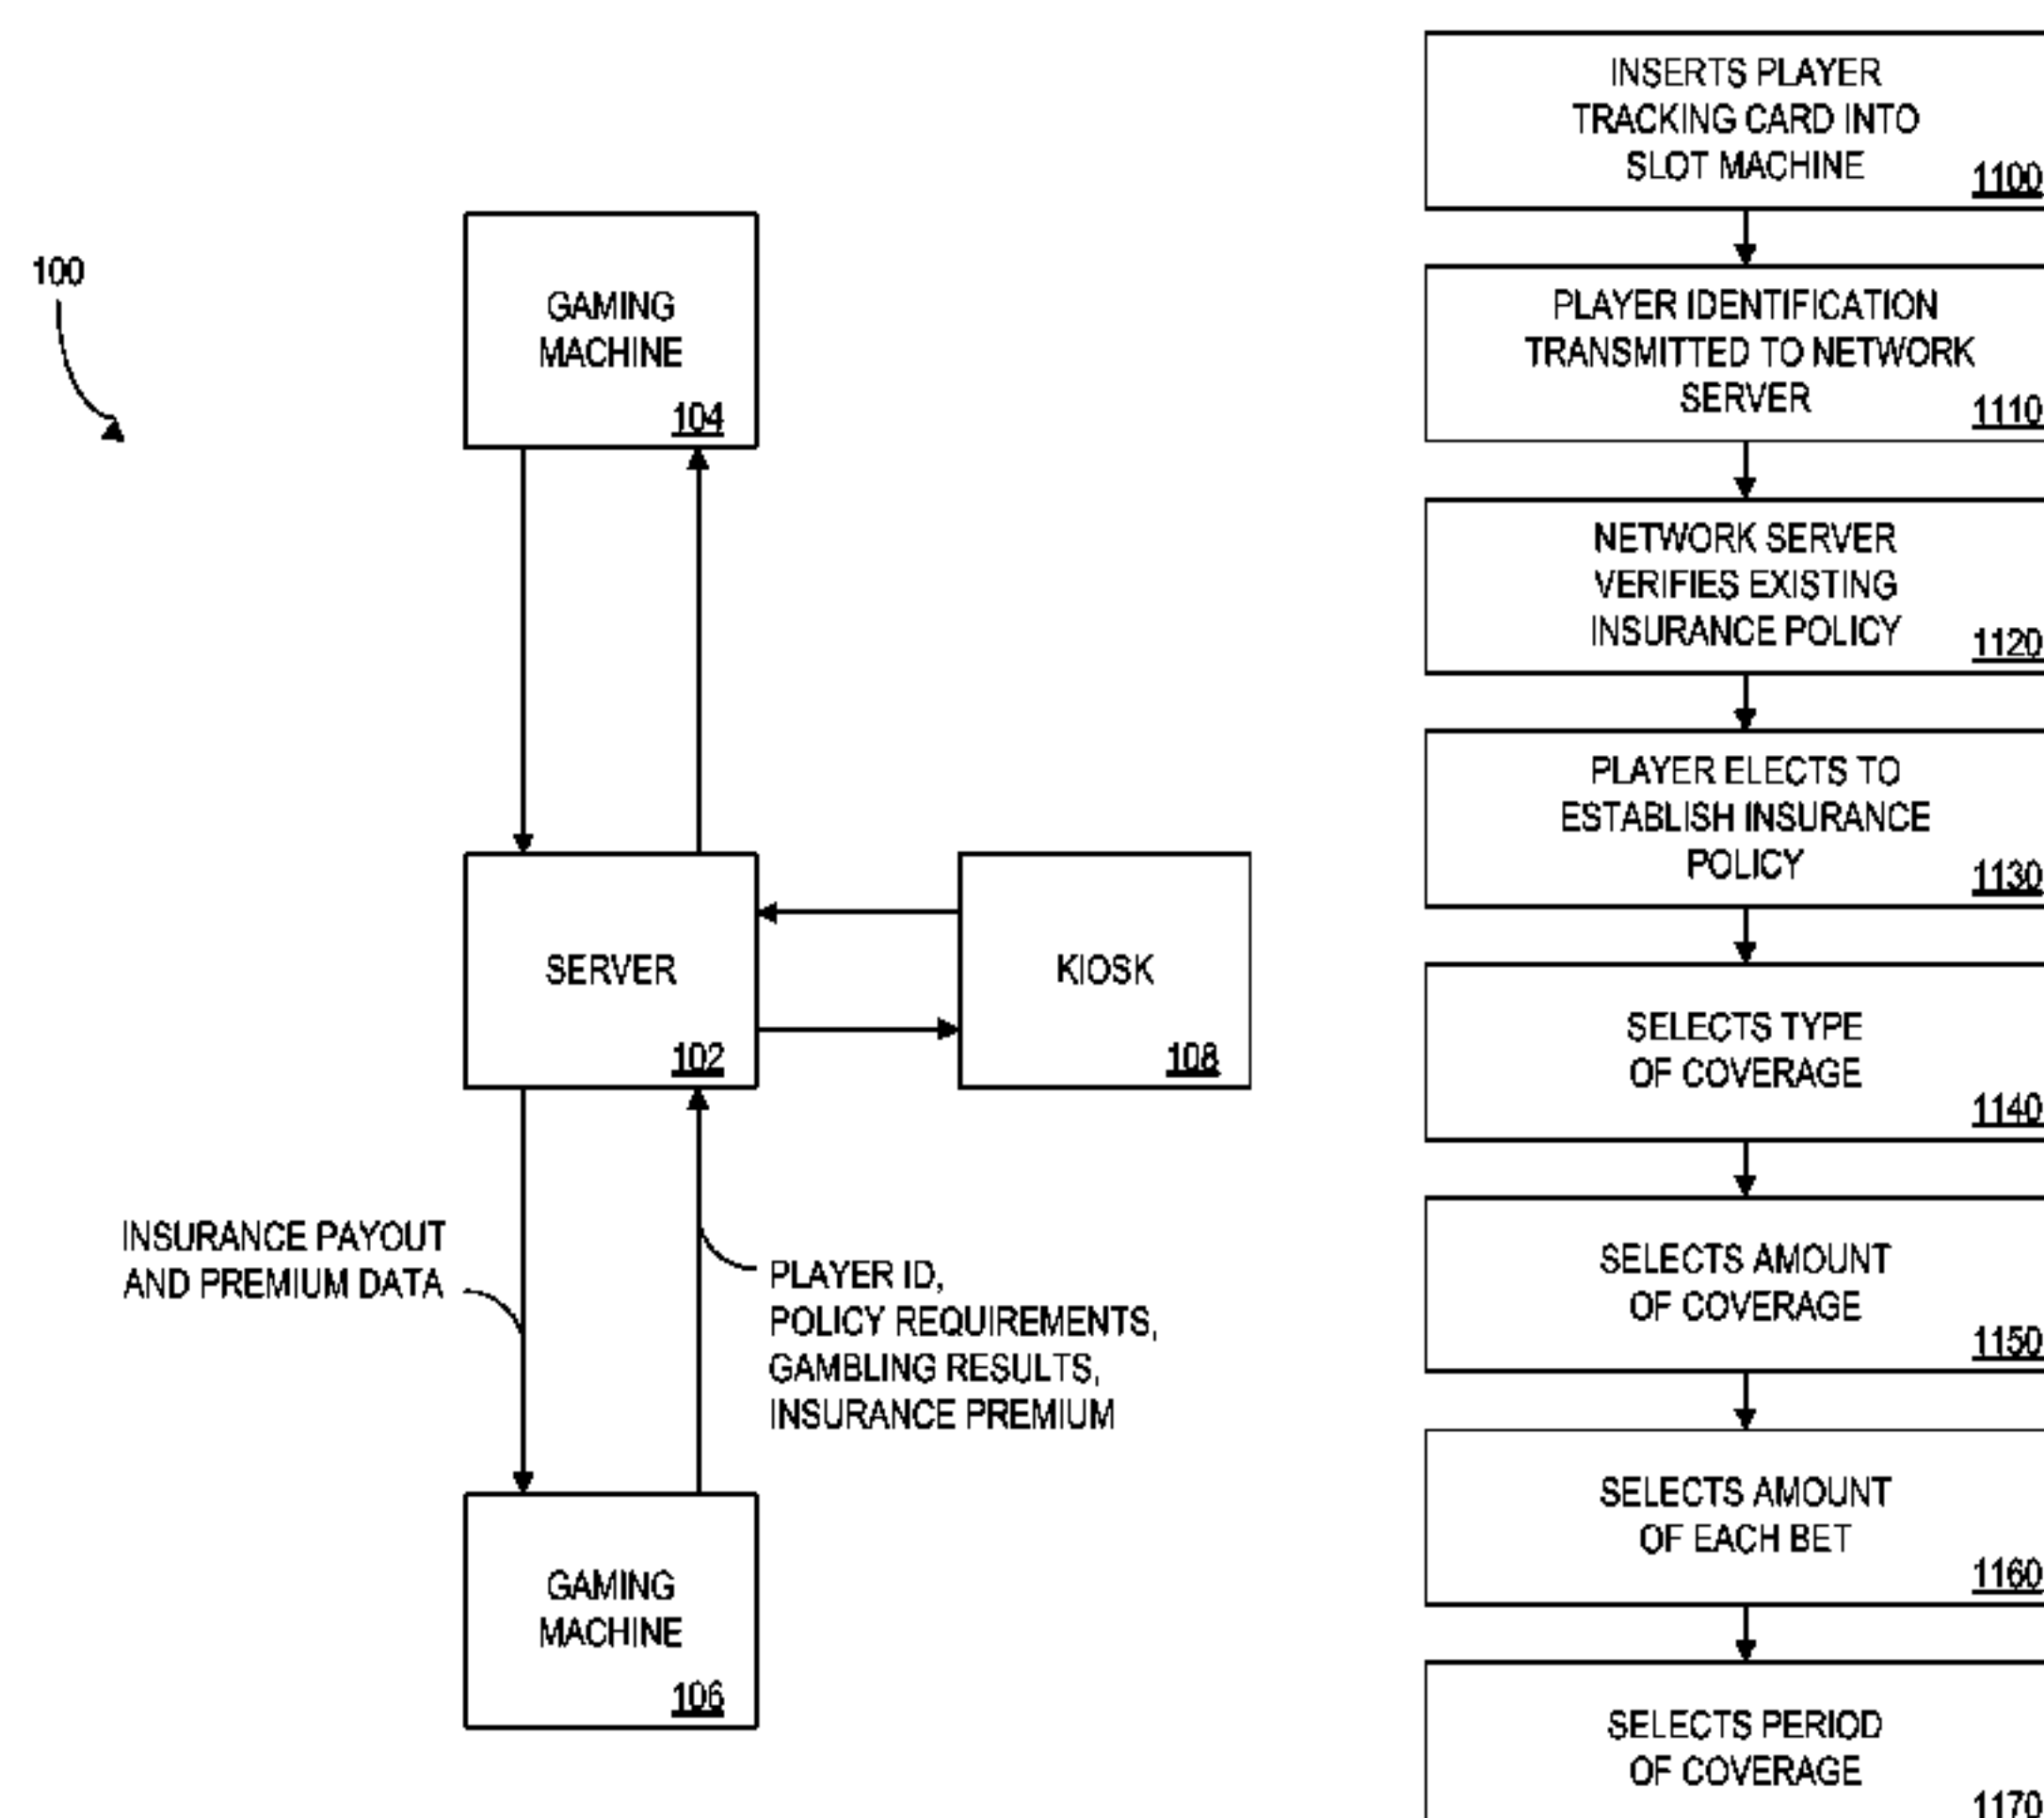 100
GAMING
MACHINE
104
SERVER
102
KIOSK
108
INSURANCE PAYOUT
AND PREMIUM DATA
PLAYER ID,
POLICY REQUIREMENTS,
GAMBLING RESULTS,
INSURANCE PREMIUM
GAMING
MACHINE
106
INSERTS PLAYER
TRACKING CARD INTO
SLOT MACHINE
1100
PLAYER IDENTIFICATION
TRANSMITTED TO NETWORK
SERVER
1110
NETWORK SERVER
VERIFIES EXISTING
INSURANCE POLICY
1120
PLAYER ELECTS TO
ESTABLISH INSURANCE
POLICY
1130
SELECTS TYPE
OF COVERAGE
1140
SELECTS AMOUNT
OF COVERAGE
1150
SELECTS AMOUNT
OF EACH BET
1160
SELECTS PERIOD
OF COVERAGE
1170